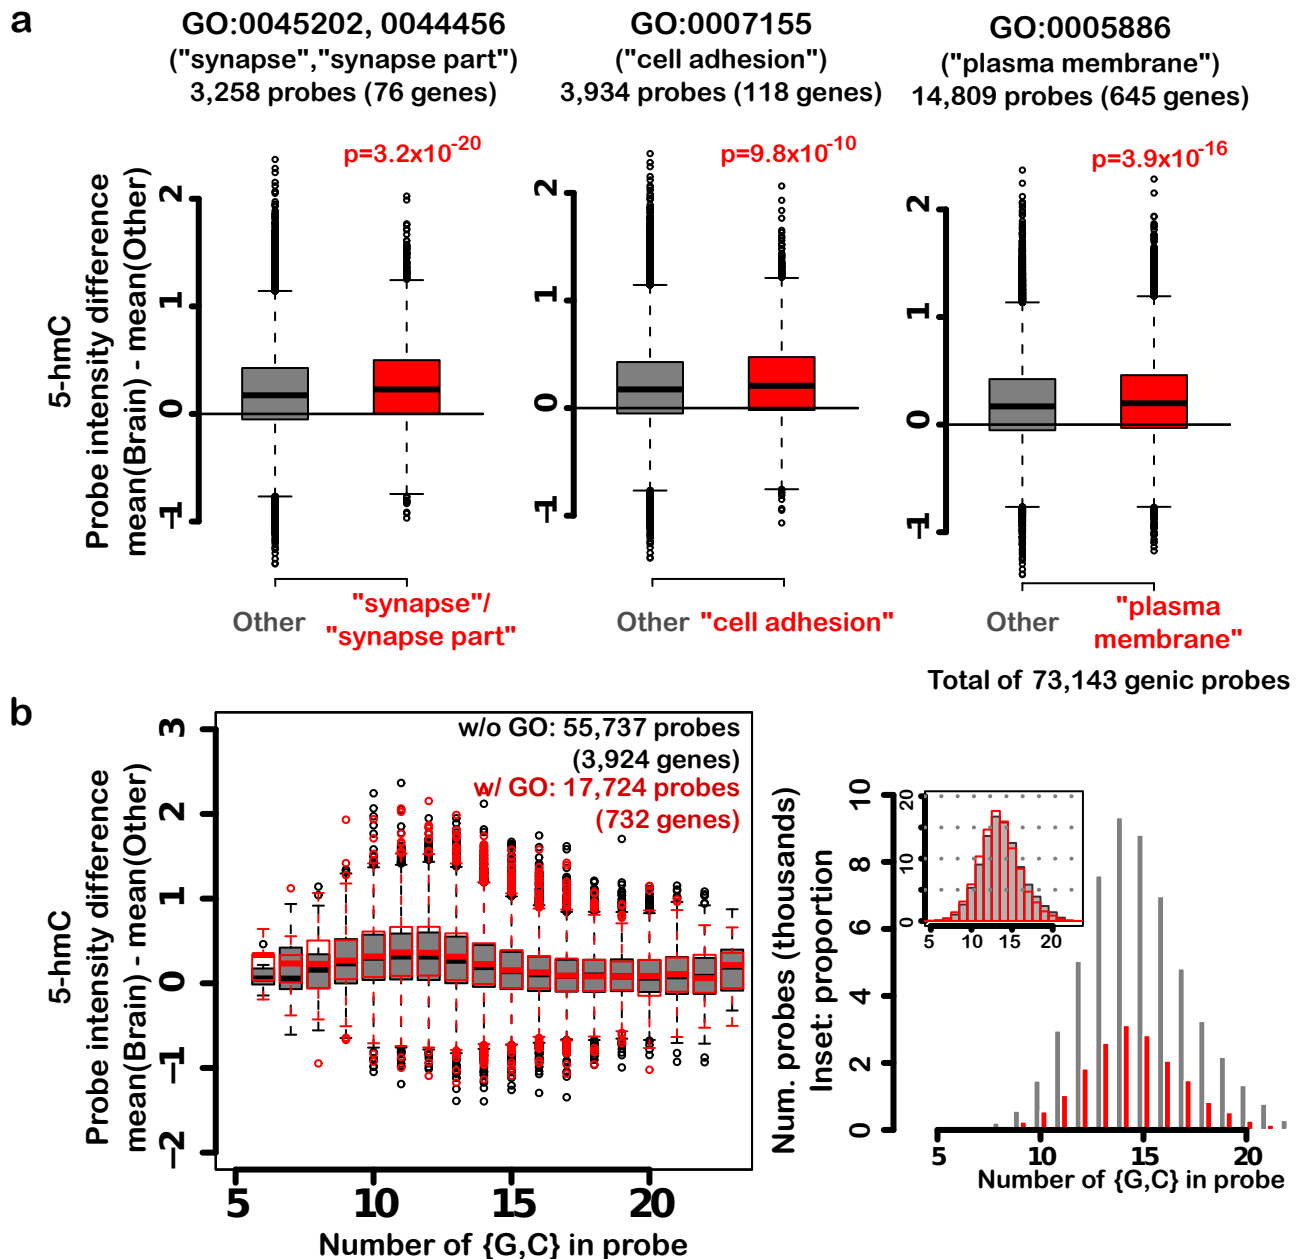 a
GO:0045202, 0044456
("synapse","synapse part")
3,258 probes (76 genes)
GO:0007155
("cell adhesion")
3,934 probes (118 genes)
GO:0005886
("plasma membrane")
14,809 probes (645 genes)
5-hmC
Probe intensity difference
mean(Brain) - mean(Other)
p=3.2x10-20
2
1
0
-1
Other
"synapse"/
"synapse part"
p=9.8x10-10
2
1
0
-1
Other
"cell adhesion"
p=3.9x10-16
2
1
0
-1
Other
"plasma
membrane"
Total of 73,143 genic probes
b
5-hmC
Probe intensity difference
mean(Brain) - mean(Other)
3
2
1
0
-1
-2
w/o GO: 55,737 probes
(3,924 genes)
w/ GO: 17,724 probes
(732 genes)
5 10 15 20
Number of {G,C} in probe
Num. probes (thousands)
Inset: proportion
10
8
6
4
2
0
20
10
0
5 10 15 20
5 10 15 20
Number of {G,C} in probe